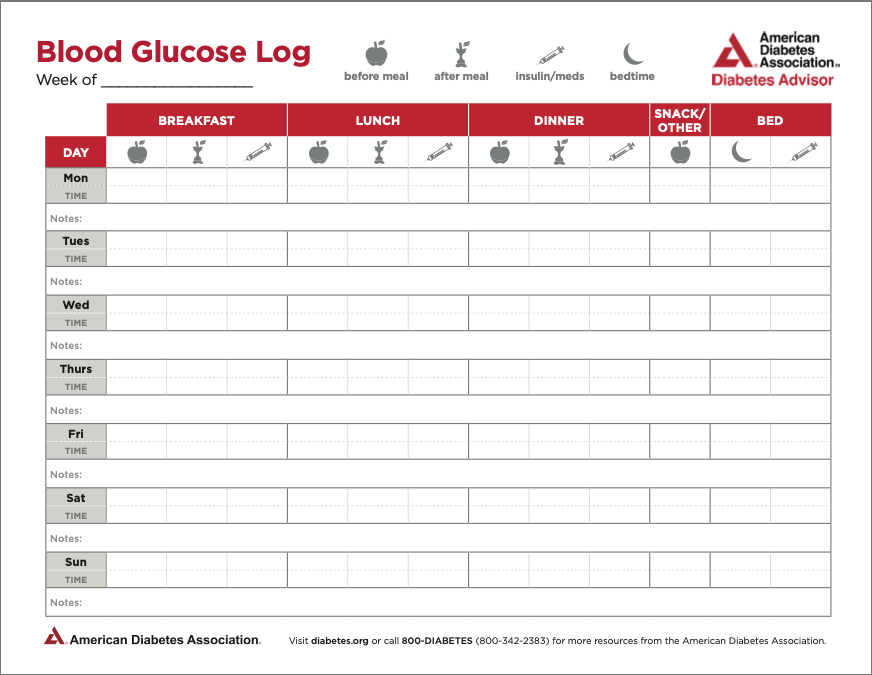 Blood Glucose Log
Week of ___________________
before meal after meal insulin/meds bedtime
American
Diabetes
Association®
Diabetes Advisor
BREAKFAST LUNCH DINNER SNACK/
OTHER BED
DAY
Mon
TIME
Notes:
Tues
TIME
Notes:
Wed
TIME
Notes:
Thurs
TIME
Notes:
Fri
TIME
Notes:
Sat
TIME
Notes:
Sun
TIME
Notes:
American Diabetes Association®
Visit diabetes.org or call 800-DIABETES (800-342-2383) for more resources from the American Diabetes Association.